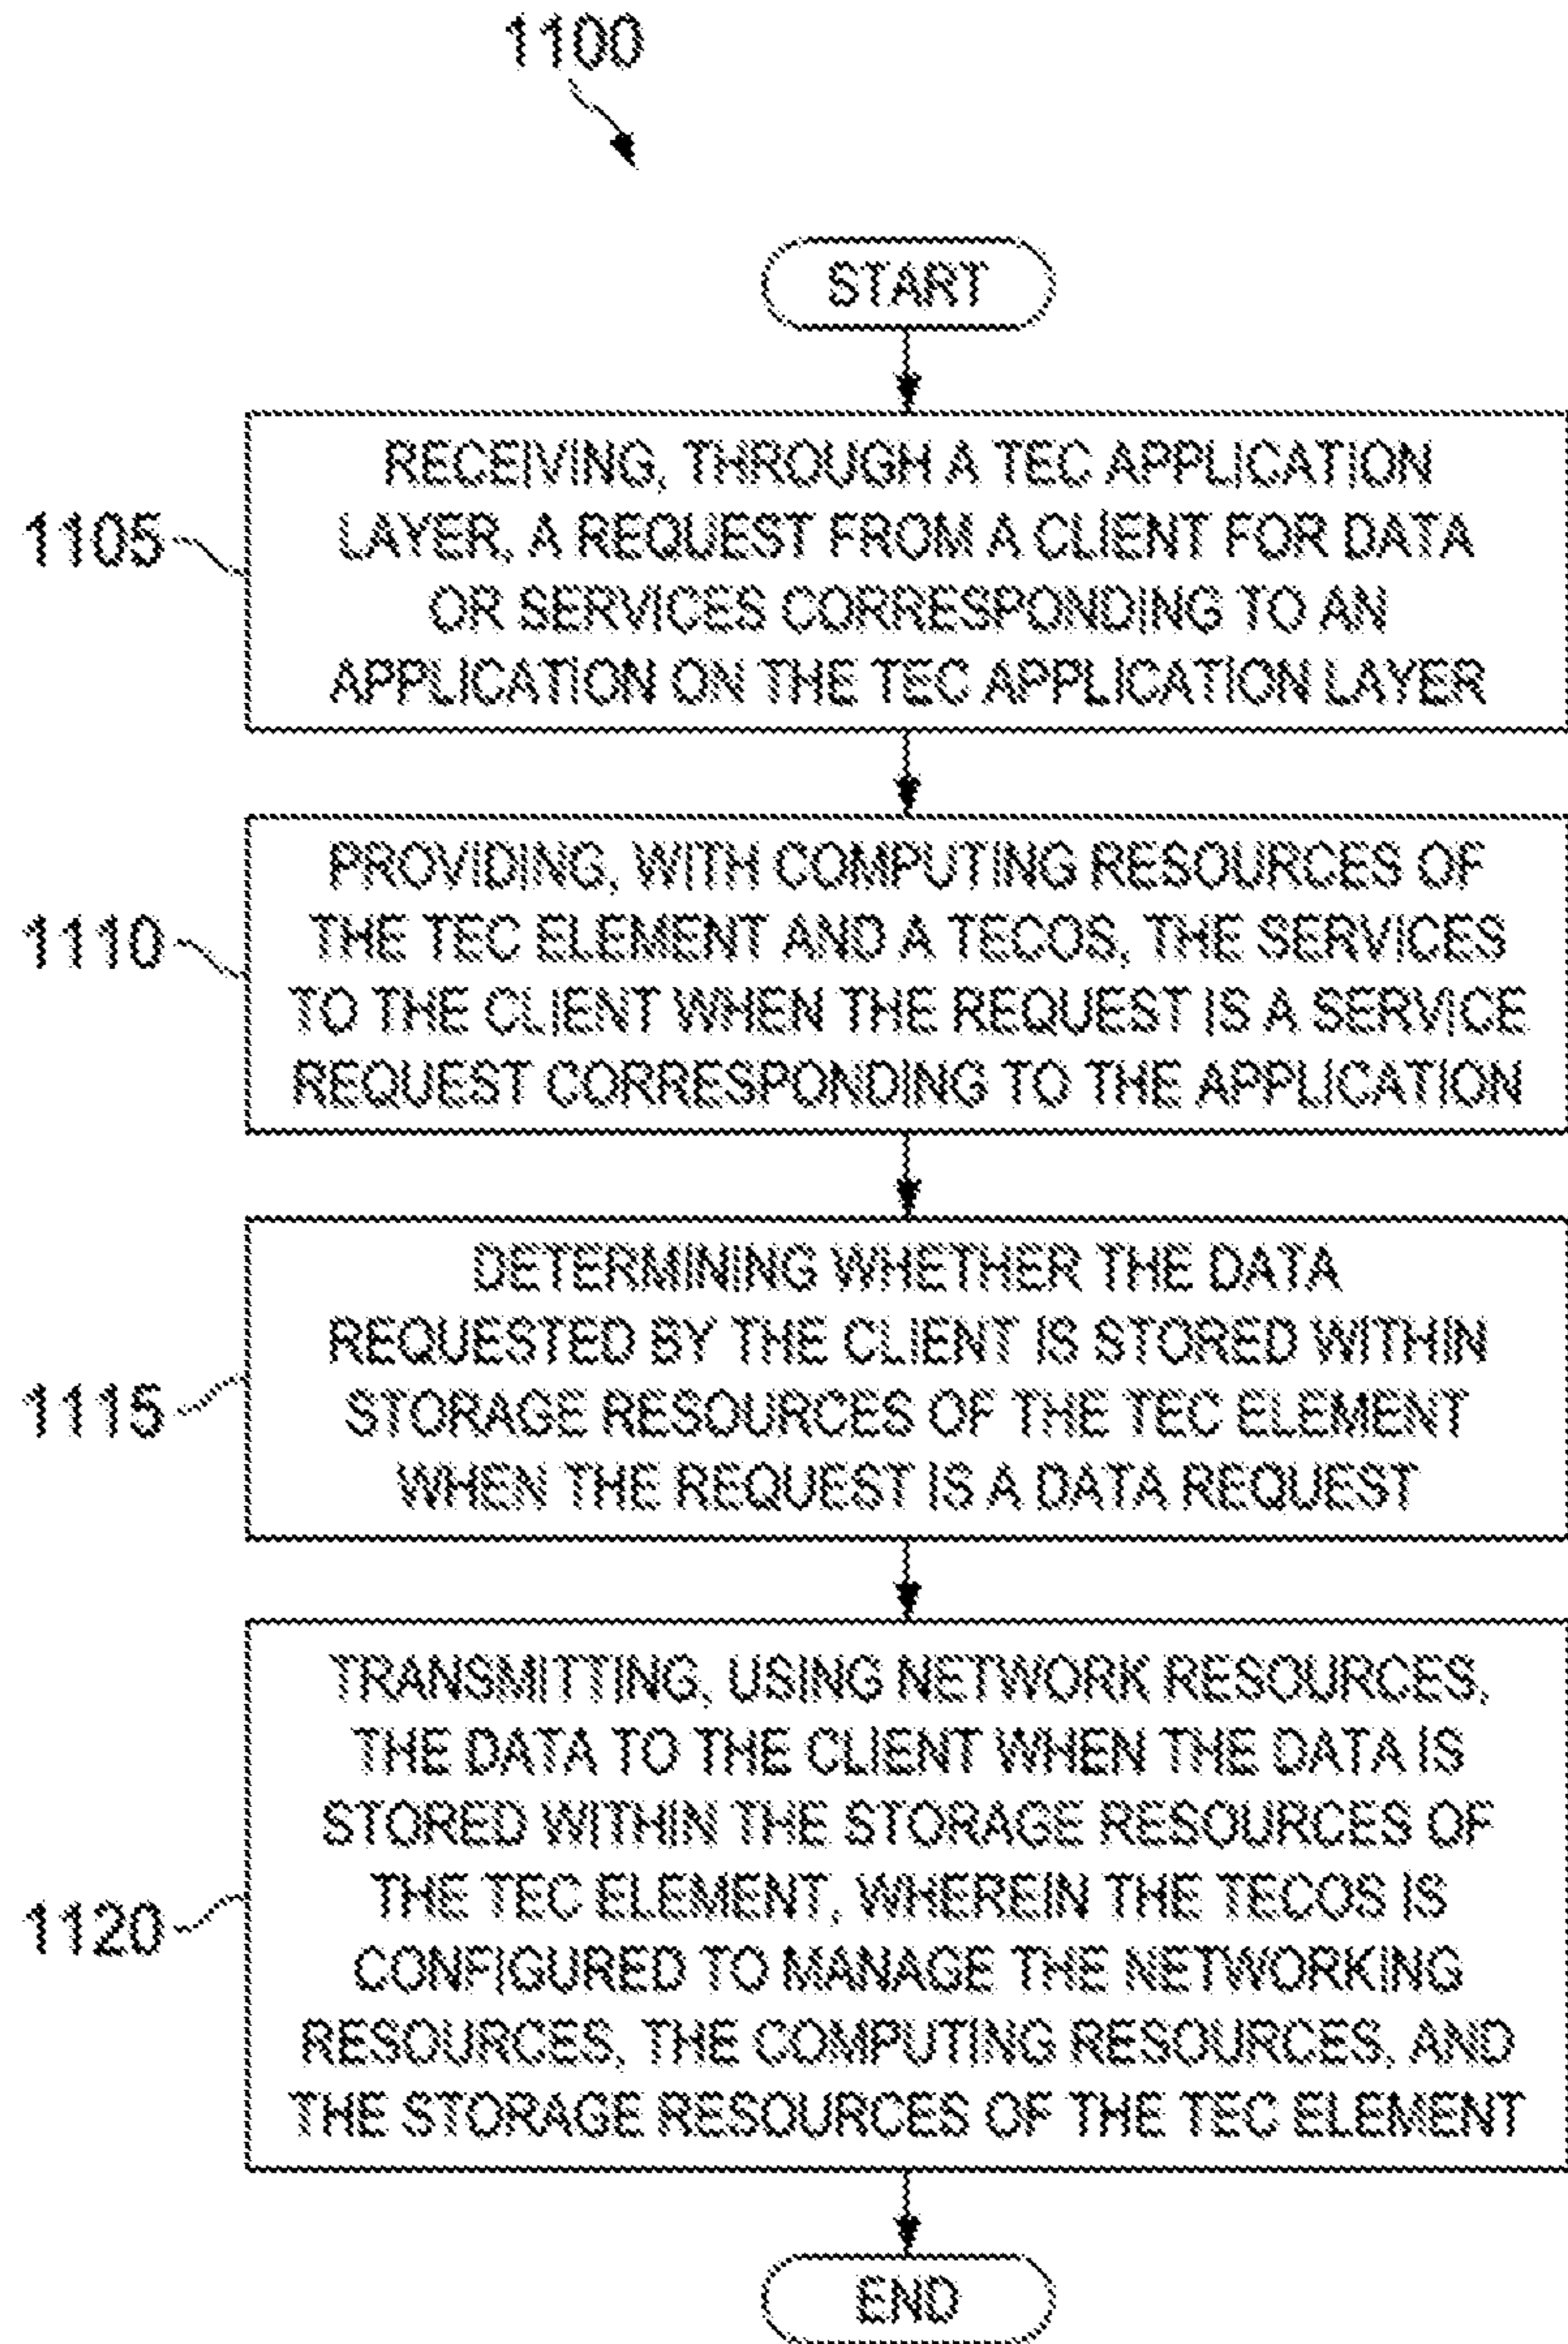 1100
START
1105
RECEIVING, THROUGH A TEC APPLICATION
LAYER, A REQUEST FROM A CLIENT FOR DATA
OR SERVICES CORRESPONDING TO AN
APPLICATION ON THE TEC APPLICATION LAYER
1110
PROVIDING, WITH COMPUTING RESOURCES OF
THE TEC ELEMENT AND A TECOS, THE SERVICES
TO THE CLIENT WHEN THE REQUEST IS A SERVICE
REQUEST CORRESPONDING TO THE APPLICATION
1115
DETERMINING WHETHER THE DATA
REQUESTED BY THE CLIENT IS STORED WITHIN
STORAGE RESOURCES OF THE TEC ELEMENT
WHEN THE REQUEST IS A DATA REQUEST
1120
TRANSMITTING, USING NETWORK RESOURCES,
THE DATA TO THE CLIENT WHEN THE DATA IS
STORED WITHIN THE STORAGE RESOURCES OF
THE TEC ELEMENT, WHEREIN THE TECOS IS
CONFIGURED TO MANAGE THE NETWORKING
RESOURCES, THE COMPUTING RESOURCES, AND
THE STORAGE RESOURCES OF THE TEC ELEMENT
END